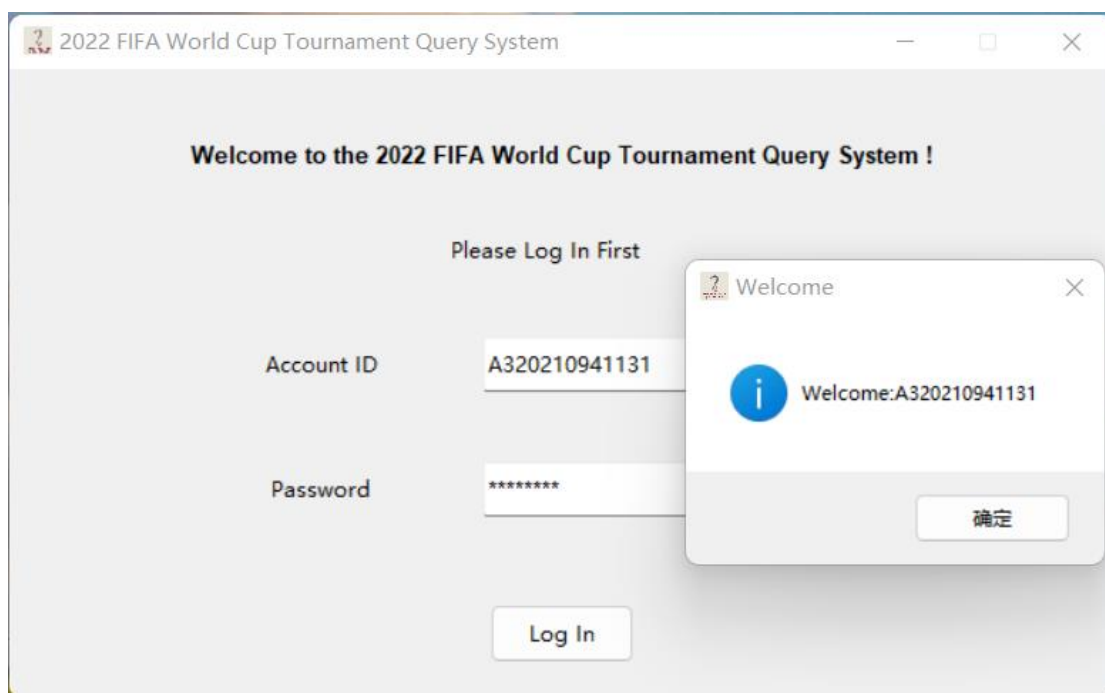 2022 FIFA World Cup Tournament Query System
Welcome to the 2022 FIFA World Cup Tournament Query System !
Please Log In First
Account ID
A320210941131
Password
********
Log In
Welcome
Welcome:A320210941131
确定